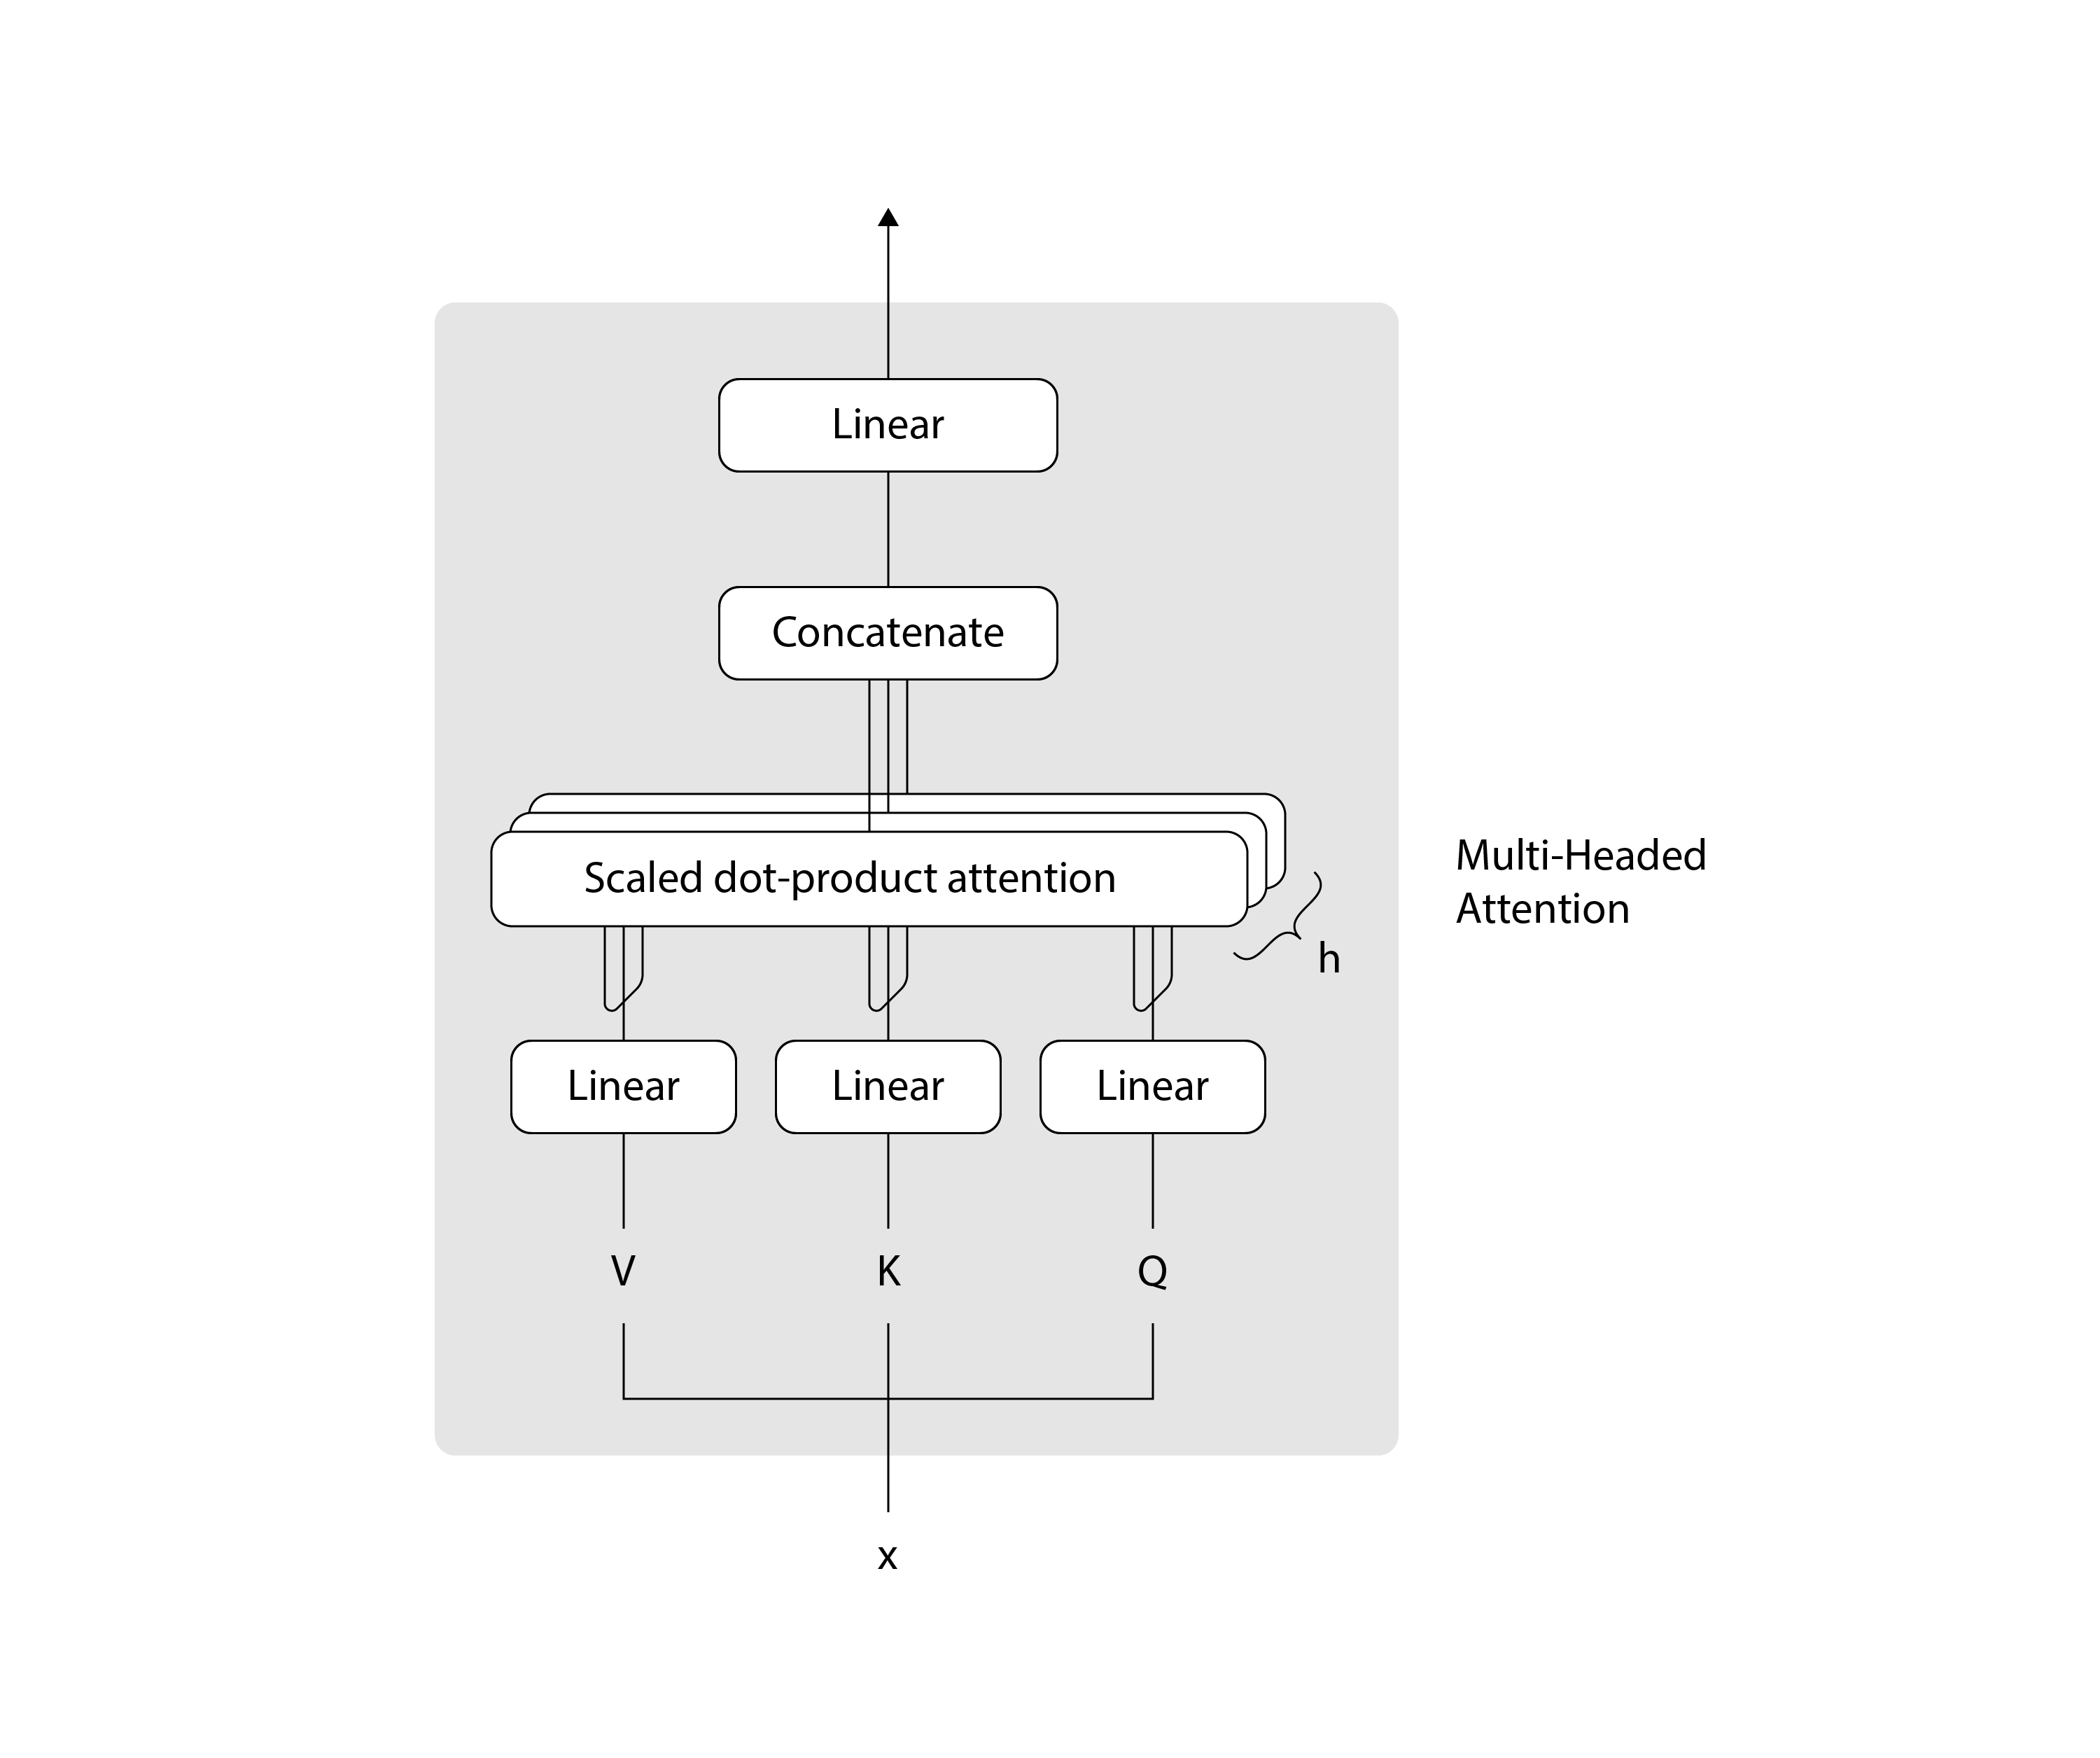 Linear
Concatenate
Scaled dot-product attention
Multi-Headed
Attention
h
Linear Linear Linear
V K Q
x